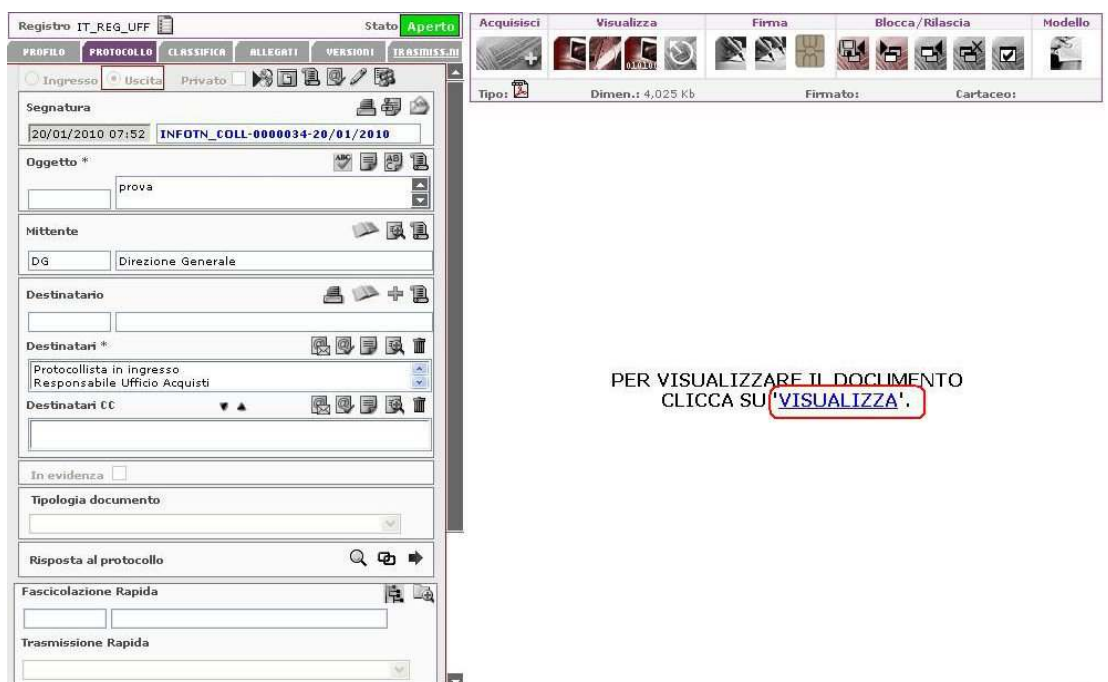 Registro IT_REG_UFF Stato Aperto
PROFILO PROTOCOLLO CLASSIFICA ALLEGATI VERSIONI TRASMISS.NI
Ingresso Uscita Privato
Segnatura
20/01/2010 07:52 INFOTN_COLL-0000034-20/01/2010
Oggetto *
prova
Mittente
DG Direzione Generale
Destinatario
Destinatari *
Protocollista in ingresso
Responsabile Ufficio Acquisti
Destinatari CC
In evidenza
Tipologia documento
Risposta al protocollo
Fascicolazione Rapida
Trasmissione Rapida
Acquisisci Visualizza Firma Blocca/Rilascia Modello
Tipo: Dimen.: 4,025 Kb Firmato: Cartaceo:
PER VISUALIZZARE IL DOCUMENTO
CLICCA SU 'VISUALIZZA'.